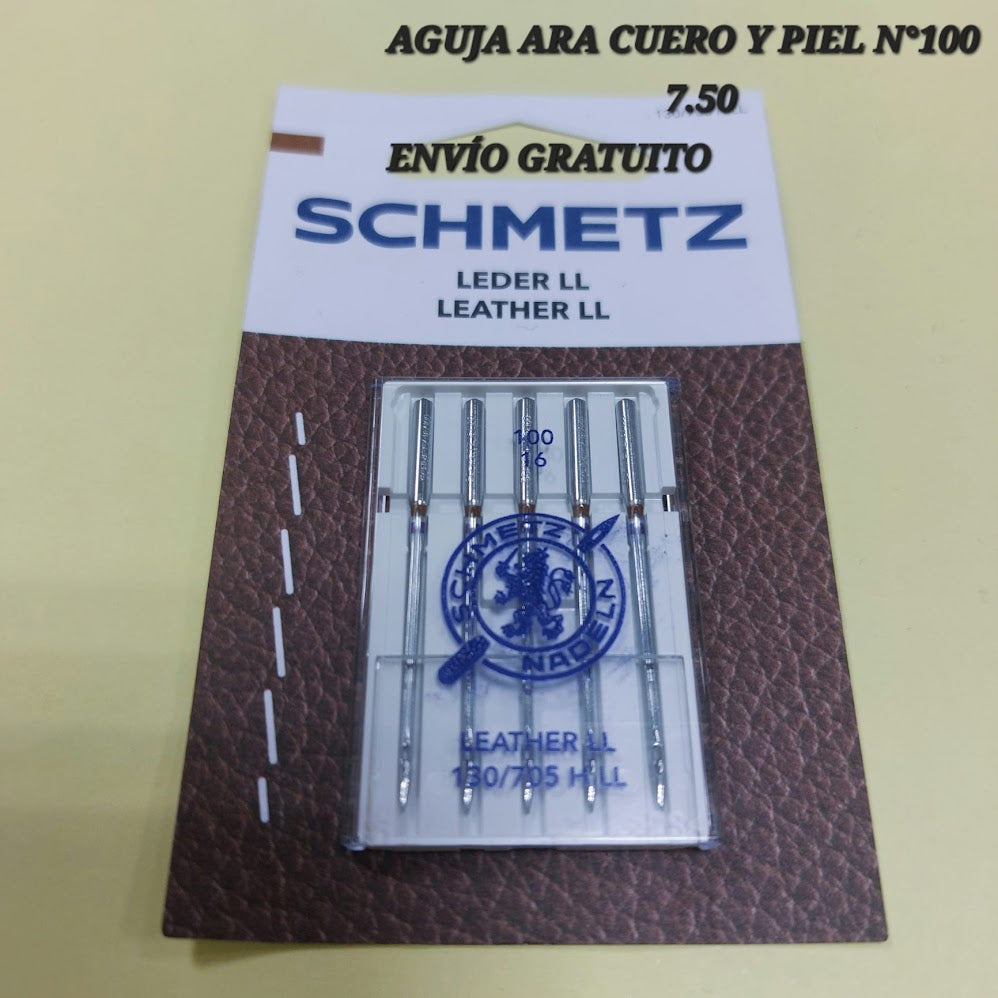 AGUJA ARA CUERO Y PIEL N°100
7.50
ENVÍO GRATUITO
SCHMETZ
LEDER LL
LEATHER LL
100
16
SCHMETZ
NADELN
LEATHER LL
130/705 H LL